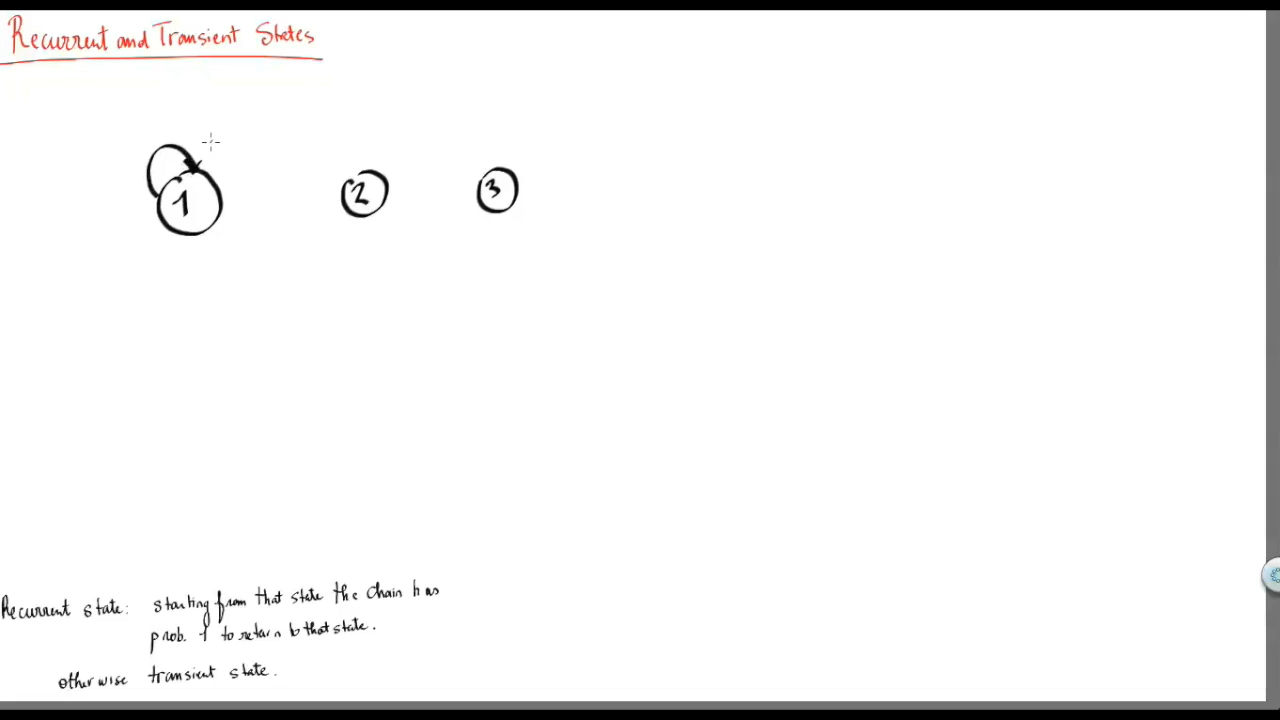 Recurrent and Transient States
1 2 3
Recurrent state: starting from that state the chain has
prob. 1 to return to that state.
otherwise transient state.